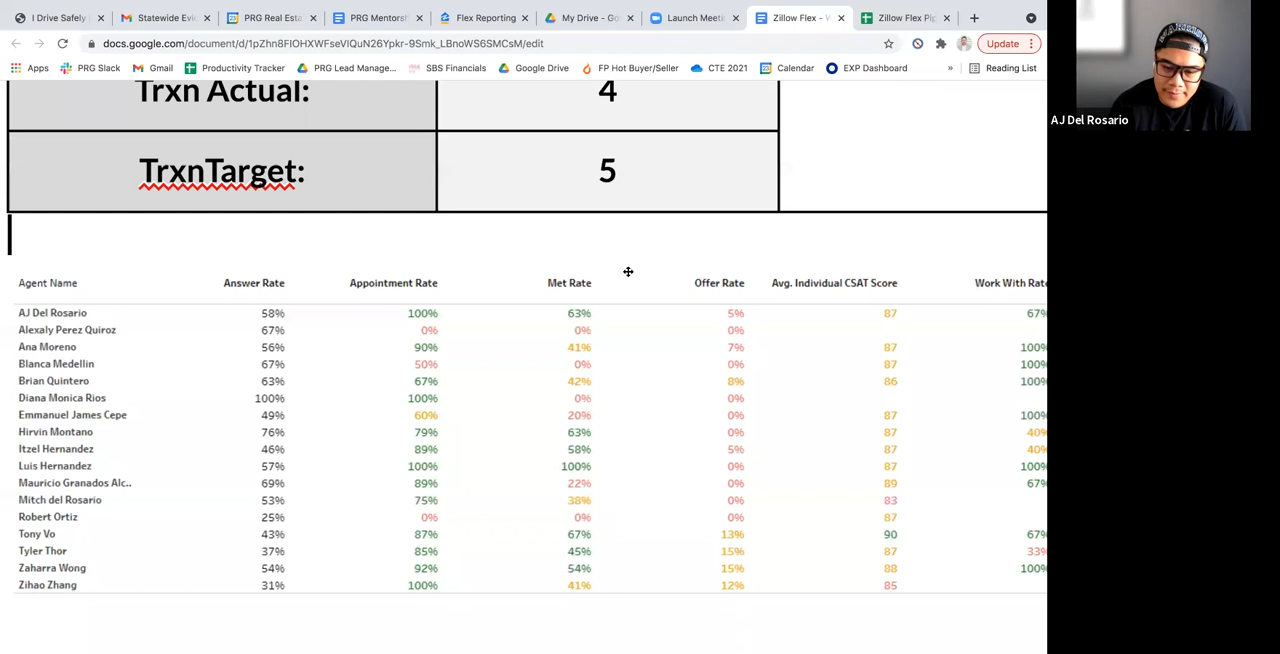 I Drive Safely
Statewide Evi
PRG Real Esta
PRG Mentors
Flex Reporting
My Drive - Go
Launch Meeti
Zillow Flex - W
Zillow Flex Pip
docs.google.com/document/d/1pZhn8FIOHXWFseVlQuN26Ypkr-9Smk_LBnoWS6SMCsM/edit
Update
Apps PRG Slack Gmail Productivity Tracker PRG Lead Manage... SBS Financials Google Drive FP Hot Buyer/Seller CTE 2021 Calendar EXP Dashboard » Reading List
AJ Del Rosario
Trxn Actual: 4
TrxnTarget: 5
Agent Name Answer Rate Appointment Rate Met Rate Offer Rate Avg. Individual CSAT Score Work With Rate
AJ Del Rosario 58% 100% 63% 5% 87 67%
Alexaly Perez Quiroz 67% 0% 0% 0%
Ana Moreno 56% 90% 41% 7% 87 100%
Blanca Medellin 67% 50% 0% 0% 87 100%
Brian Quintero 63% 67% 42% 8% 86 100%
Diana Monica Rios 100% 100% 0% 0%
Emmanuel James Cepe 49% 60% 20% 0% 87 100%
Hirvin Montano 76% 79% 63% 0% 87 40%
Itzel Hernandez 46% 89% 58% 5% 87 40%
Luis Hernandez 57% 100% 100% 0% 87 100%
Mauricio Granados Alc.. 69% 89% 22% 0% 89 67%
Mitch del Rosario 53% 75% 38% 0% 83
Robert Ortiz 25% 0% 0% 0% 87
Tony Vo 43% 87% 67% 13% 90 67%
Tyler Thor 37% 85% 45% 15% 87 33%
Zaharra Wong 54% 92% 54% 15% 88 100%
Zihao Zhang 31% 100% 41% 12% 85